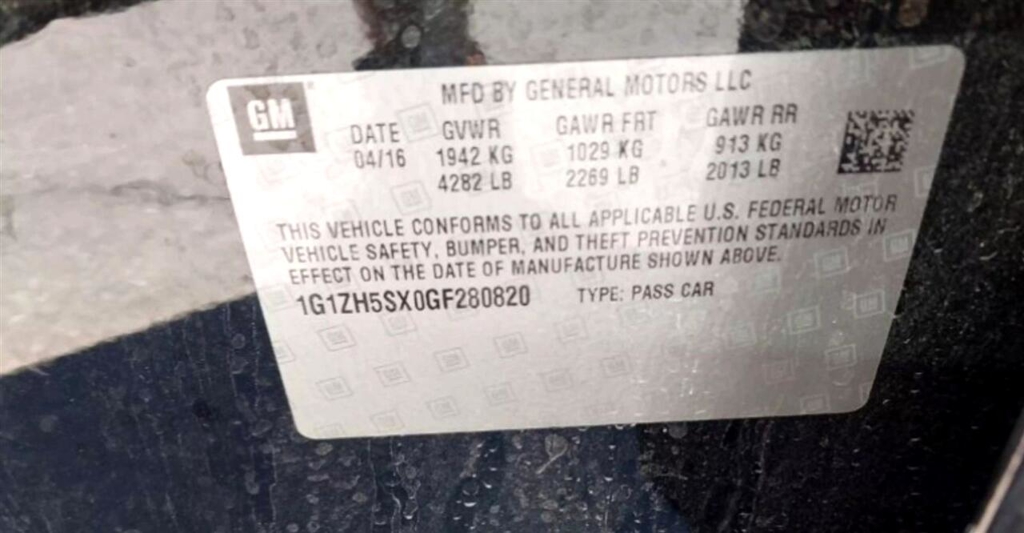 GM
MFD BY GENERAL MOTORS LLC
DATE GVWR GAWR FRT GAWR RR
04/16 1942 KG 1029 KG 913 KG
4282 LB 2269 LB 2013 LB
THIS VEHICLE CONFORMS TO ALL APPLICABLE U.S. FEDERAL MOTOR
VEHICLE SAFETY, BUMPER, AND THEFT PREVENTION STANDARDS IN
EFFECT ON THE DATE OF MANUFACTURE SHOWN ABOVE.
1G1ZH5SX0GF280820 TYPE: PASS CAR